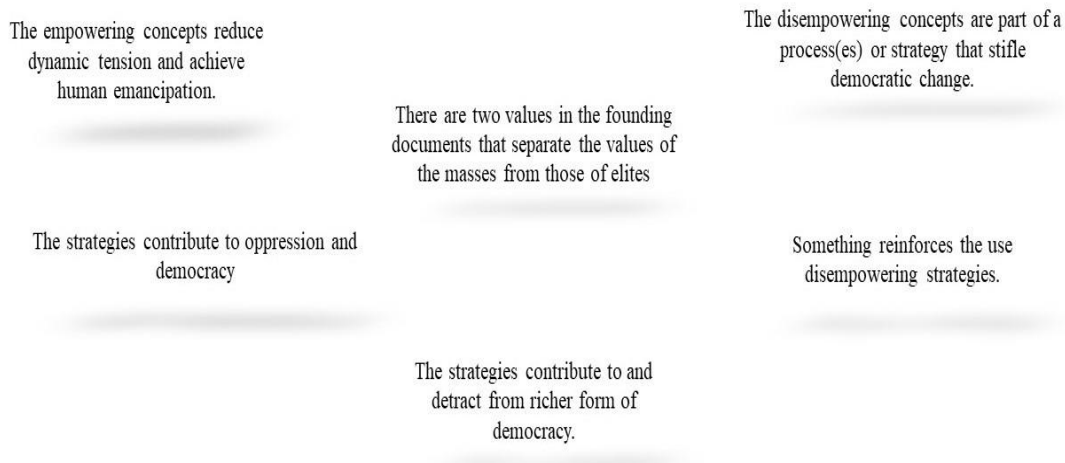 The empowering concepts reduce
dynamic tension and achieve
human emancipation.
The disempowering concepts are part of a
process(es) or strategy that stifle
democratic change.
There are two values in the founding
documents that separate the values of
the masses from those of elites
The strategies contribute to oppression and
democracy
Something reinforces the use
disempowering strategies.
The strategies contribute to and
detract from richer form of
democracy.